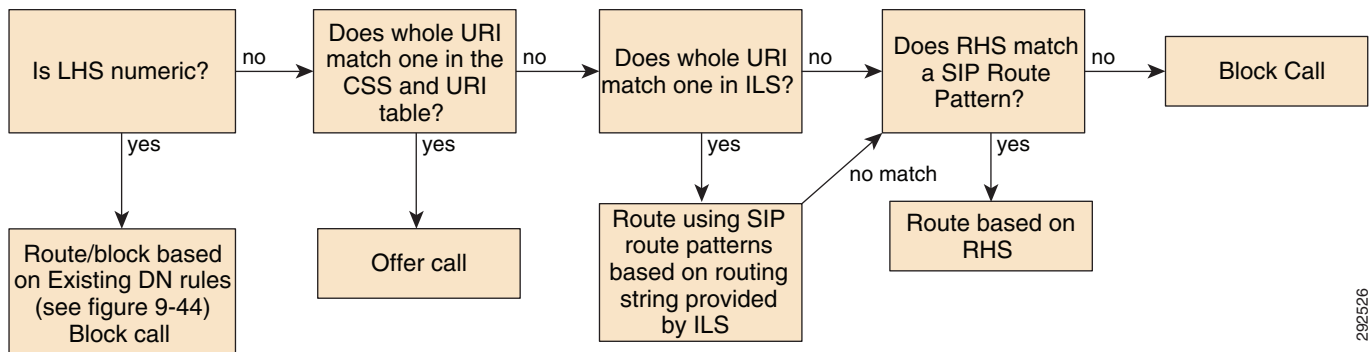 Is LHS numeric?
no
Does whole URI
match one in the
CSS and URI
table?
no
Does whole URI
match one in ILS?
no
Does RHS match
a SIP Route
Pattern?
no
Block Call
yes
yes
yes
no match
yes
Route/block based
on Existing DN rules
(see figure 9-44)
Block call
Offer call
Route using SIP
route patterns
based on routing
string provided
by ILS
Route based on
RHS
292526